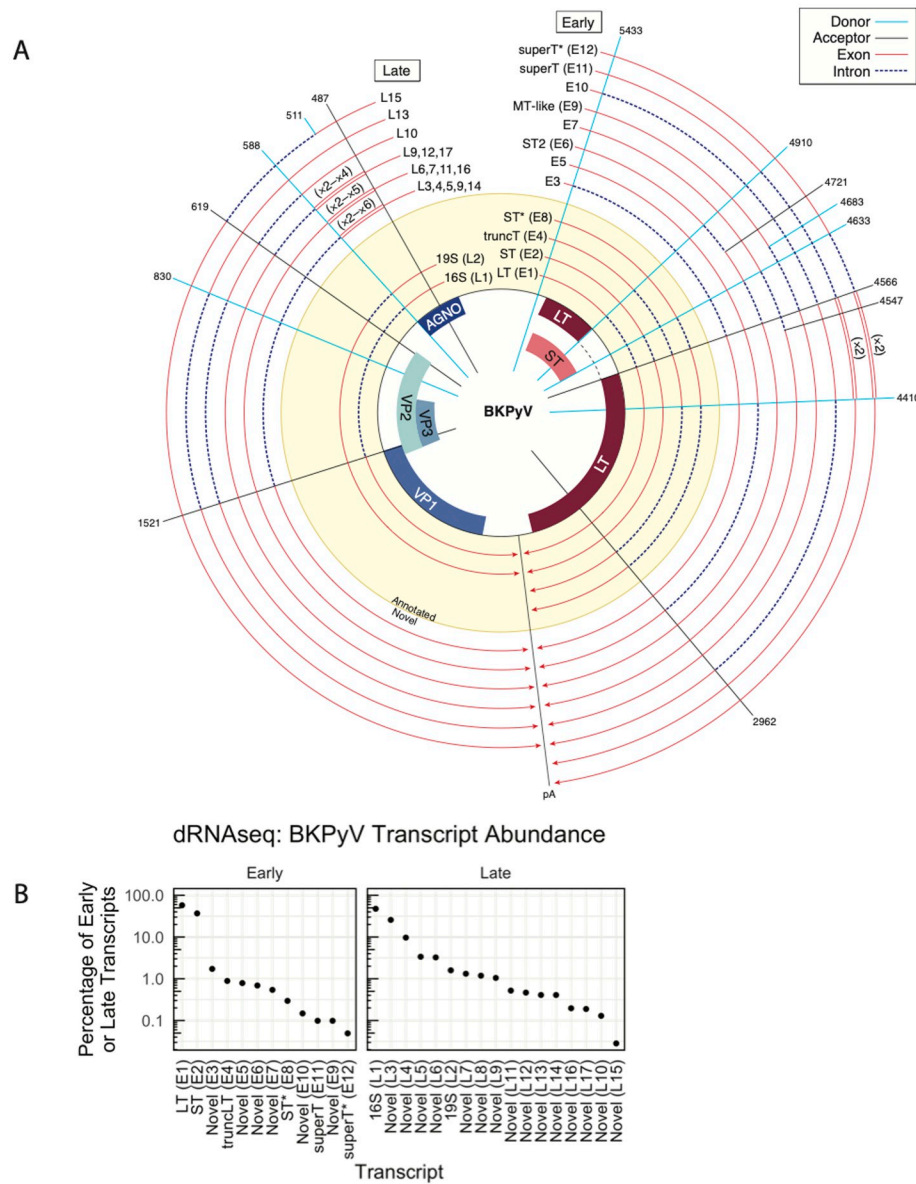 A
Early
5433
Donor
Acceptor
Exon
Intron
superT* (E12)
superT (E11)
E10
MT-like (E9)
E7
ST2 (E6)
E5
E3
Late
487
511
588
619
830
L15
L13
L10
L9,12,17
L6,7,11,16
L3,4,5,9,14
(×2–×4)
(×2–×5)
(×2–×6)
4910
4721
4683
4633
4566
4547
(×2)
(×2)
4410
ST* (E8)
truncT (E4)
ST (E2)
LT (E1)
19S (L2)
16S (L1)
AGNO
LT
ST
VP2
VP3
BKPyV
LT
VP1
1521
Annotated
Novel
2962
pA
dRNAseq: BKPyV Transcript Abundance
B
Early
Late
Percentage of Early
or Late Transcripts
100.0
10.0
1.0
0.1
LT (E1)
ST (E2)
Novel (E3)
truncLT (E4)
Novel (E5)
Novel (E6)
Novel (E7)
ST* (E8)
Novel (E10)
superT (E11)
Novel (E9)
superT* (E12)
16S (L1)
Novel (L3)
Novel (L4)
Novel (L5)
Novel (L6)
19S (L2)
Novel (L7)
Novel (L8)
Novel (L9)
Novel (L11)
Novel (L12)
Novel (L13)
Novel (L14)
Novel (L16)
Novel (L17)
Novel (L10)
Novel (L15)
Transcript